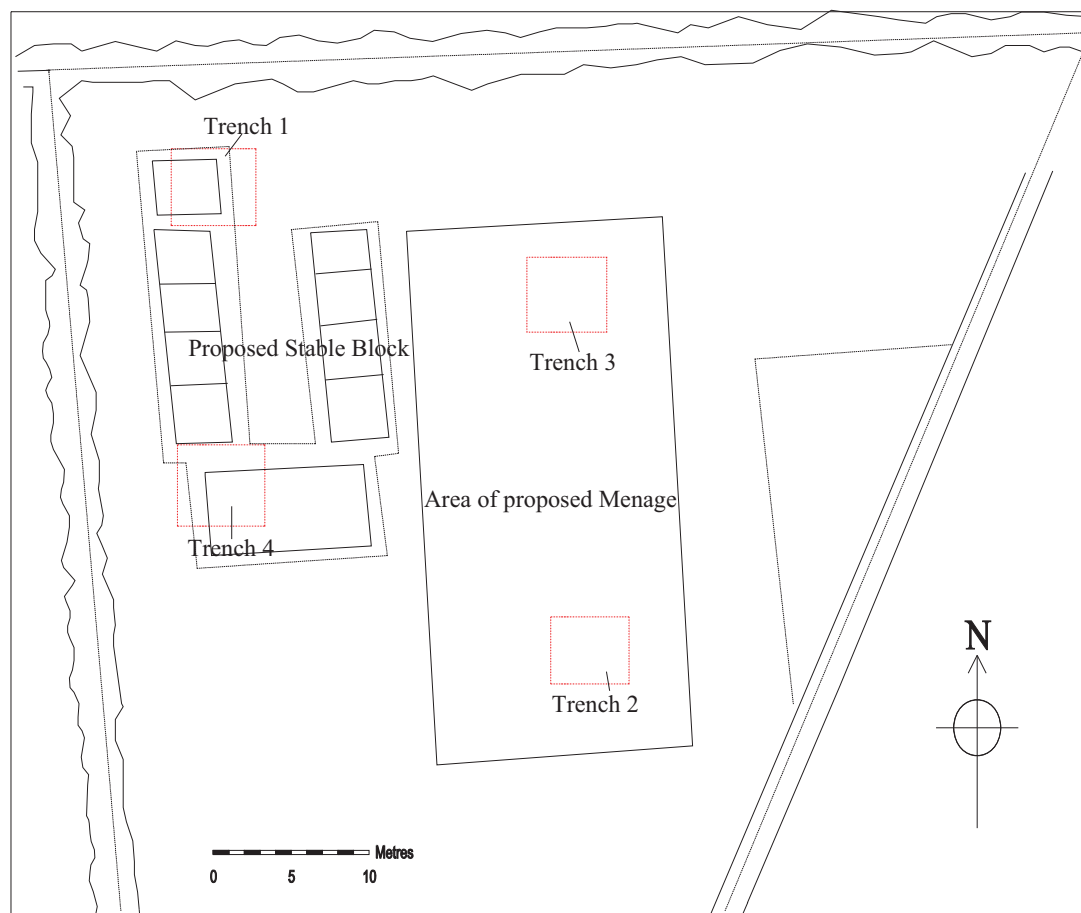 Trench 1
Proposed Stable Block
Trench 3
Area of proposed Menage
Trench 4
Trench 2
N
Metres
0 5 10